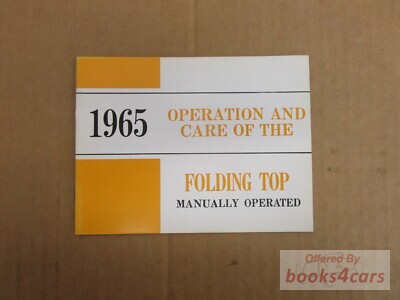 1965
OPERATION AND
CARE OF THE
FOLDING TOP
MANUALLY OPERATED
Offered By
books4cars